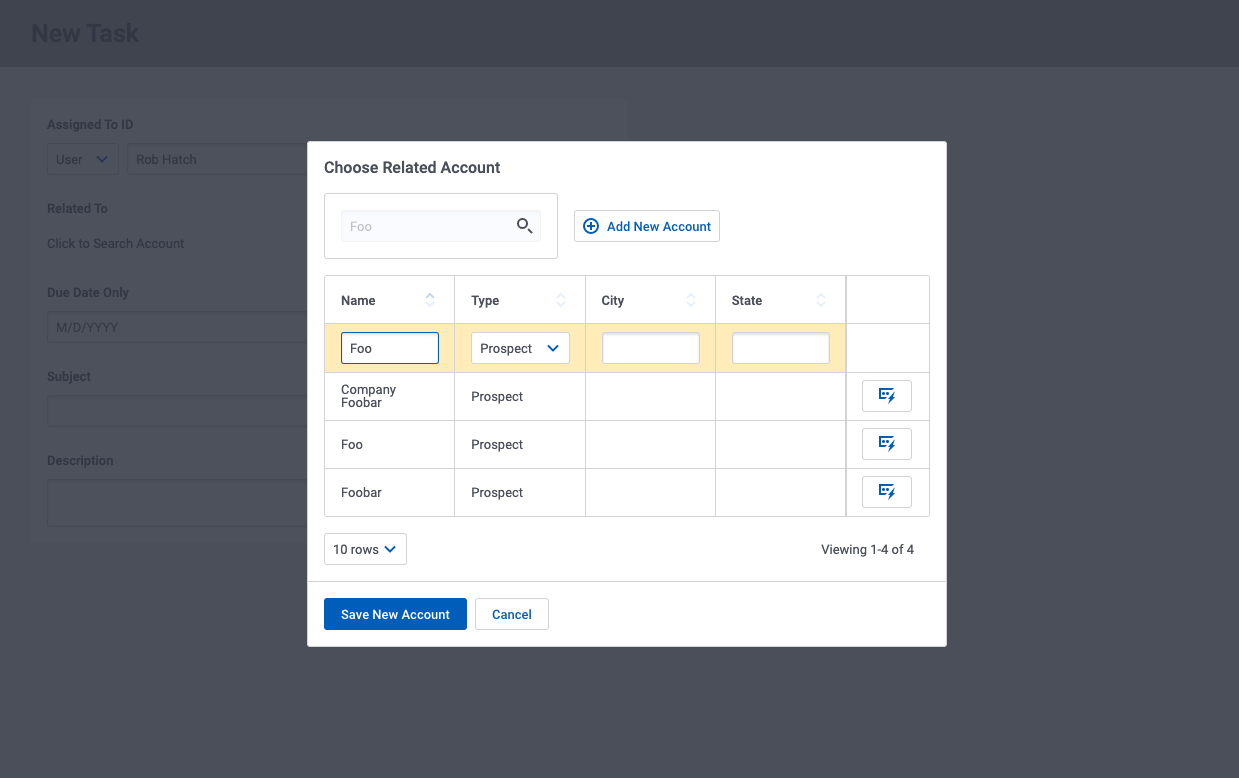 New Task
Assigned To ID
User
Rob Hatch
Related To
Click to Search Account
Due Date Only
M/D/YYYY
Subject
Description
Choose Related Account
Foo
Add New Account
Name Type City State
Foo Prospect
Company
Foobar
Prospect
Foo Prospect
Foobar Prospect
10 rows
Viewing 1-4 of 4
Save New Account Cancel